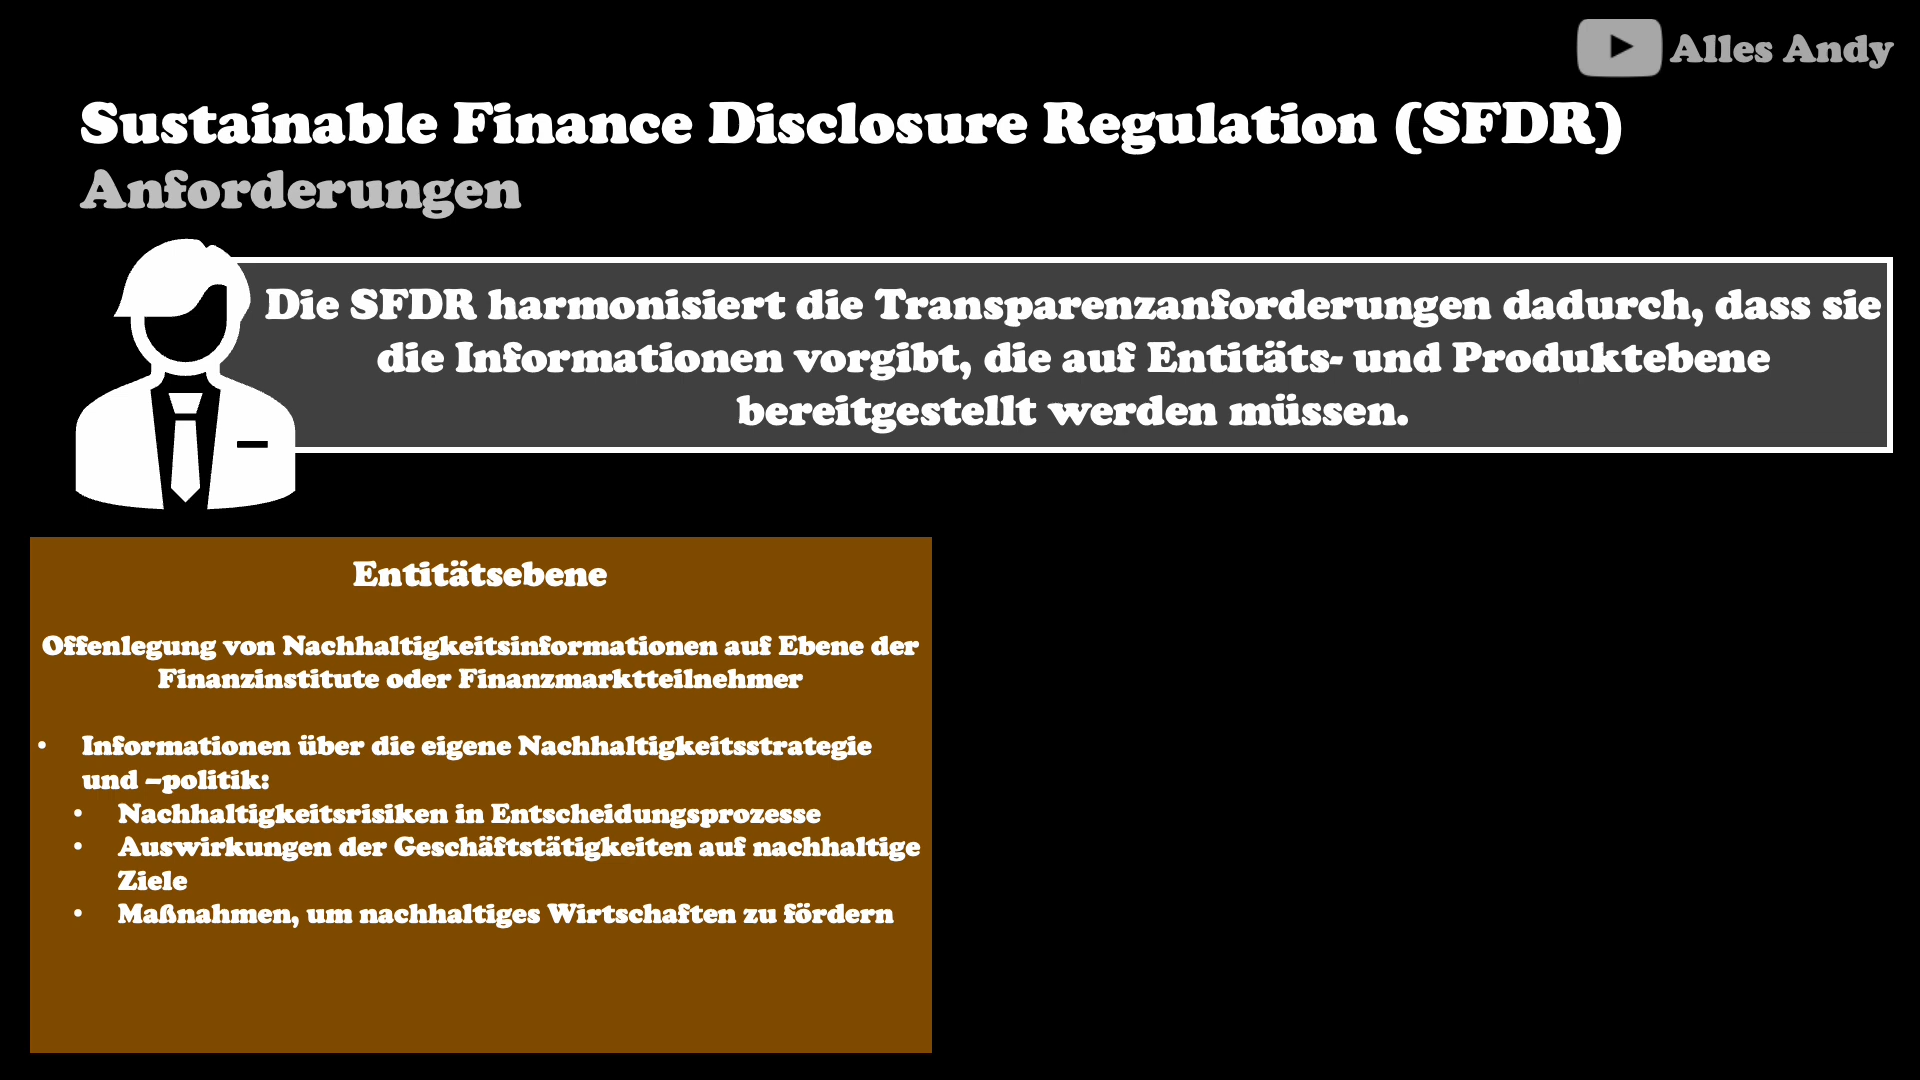 Alles Andy
Sustainable Finance Disclosure Regulation (SFDR)
Anforderungen
Die SFDR harmonisiert die Transparenzanforderungen dadurch, dass sie
die Informationen vorgibt, die auf Entitäts- und Produktebene
bereitgestellt werden müssen.
Entitätsebene
Offenlegung von Nachhaltigkeitsinformationen auf Ebene der
Finanzinstitute oder Finanzmarktteilnehmer
• Informationen über die eigene Nachhaltigkeitsstrategie
und –politik:
• Nachhaltigkeitsrisiken in Entscheidungsprozesse
• Auswirkungen der Geschäftstätigkeiten auf nachhaltige
Ziele
• Maßnahmen, um nachhaltiges Wirtschaften zu fördern